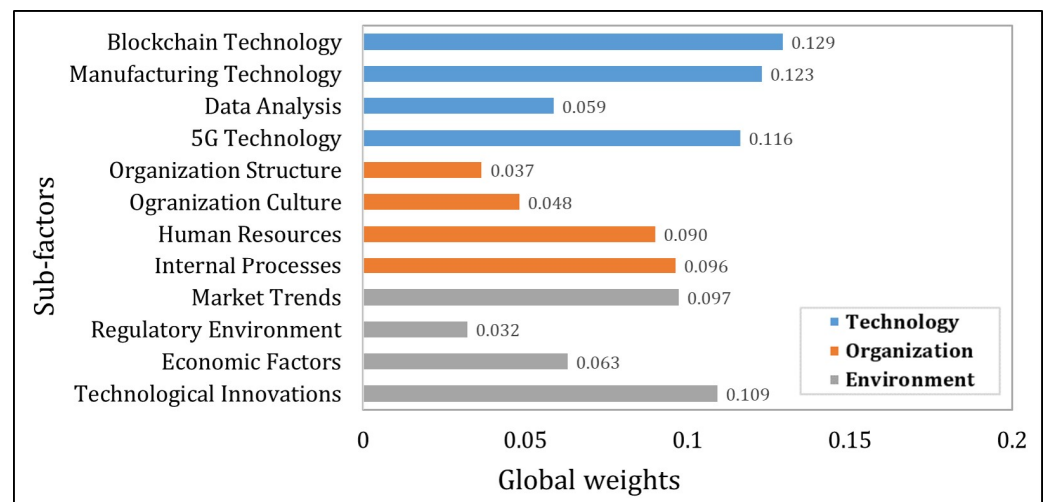 Blockchain Technology 0.129
Manufacturing Technology 0.123
Data Analysis 0.059
5G Technology 0.116
Organization Structure 0.037
Ogranization Culture 0.048
Human Resources 0.090
Internal Processes 0.096
Market Trends 0.097
Regulatory Environment 0.032
Economic Factors 0.063
Technological Innovations 0.109
Sub-factors
Technology
Organization
Environment
0 0.05 0.1 0.15 0.2
Global weights